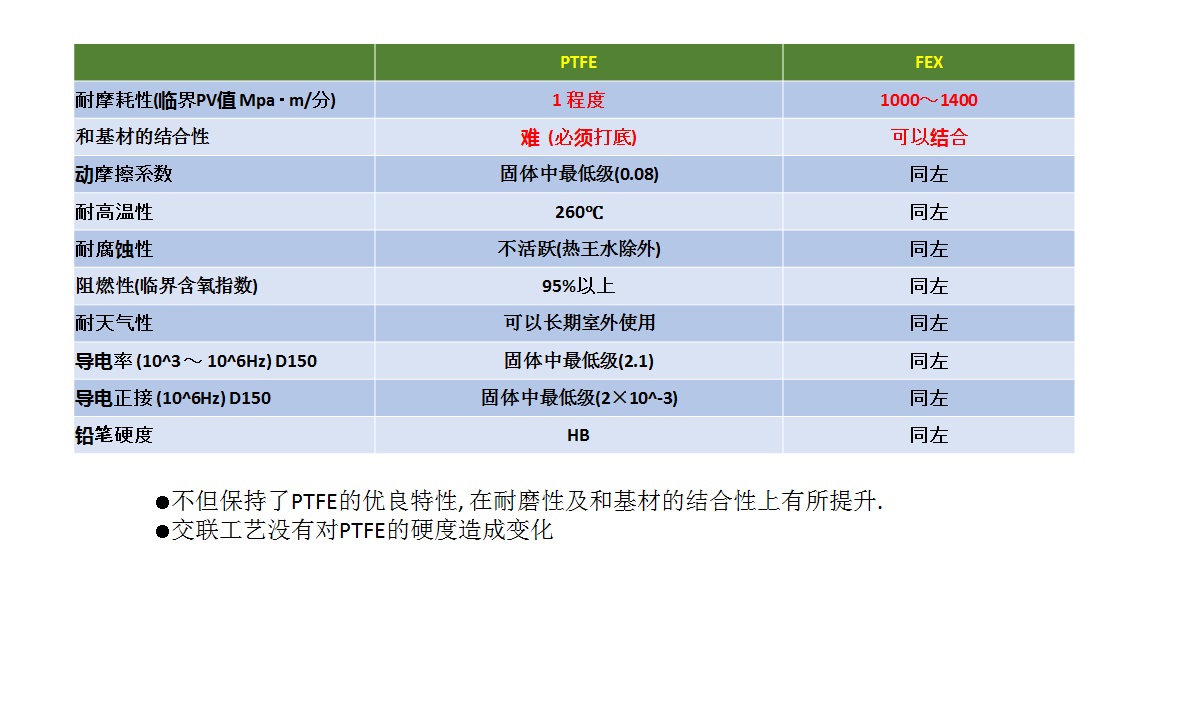 PTFE FEX
耐摩耗性(临界PV值 Mpa・m/分) 1 程度 1000～1400
和基材的结合性 难 (必须打底) 可以结合
动摩擦系数 固体中最低级(0.08) 同左
耐高温性 260℃ 同左
耐腐蚀性 不活跃(热王水除外) 同左
阻燃性(临界含氧指数) 95%以上 同左
耐天气性 可以长期室外使用 同左
导电率 (10^3 ～ 10^6Hz) D150 固体中最低级(2.1) 同左
导电正接 (10^6Hz) D150 固体中最低级(2×10^-3) 同左
铅笔硬度 HB 同左
●不但保持了PTFE的优良特性, 在耐磨性及和基材的结合性上有所提升.
●交联工艺没有对PTFE的硬度造成变化